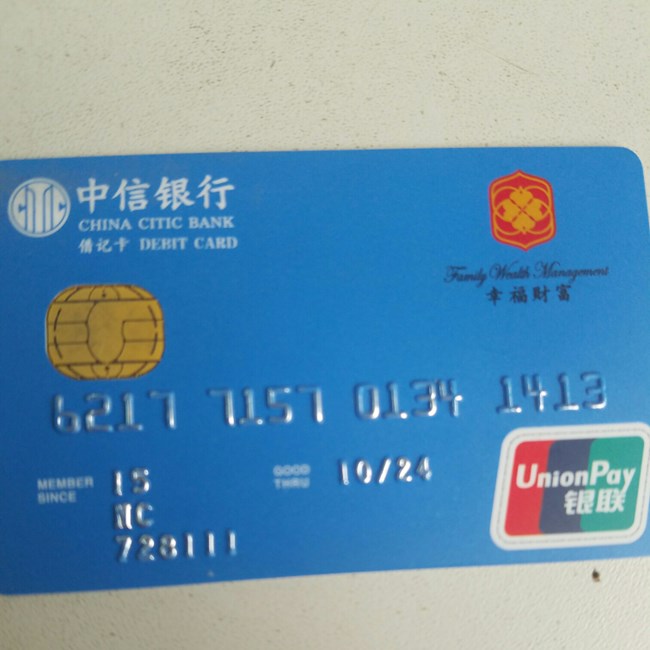 中信银行
CHINA CITIC BANK
借记卡 DEBIT CARD
Family Wealth Management
幸福财富
6217 7157 0134 1413
MEMBER SINCE 15 GOOD THRU 10/24
NC
728111
UnionPay
银联